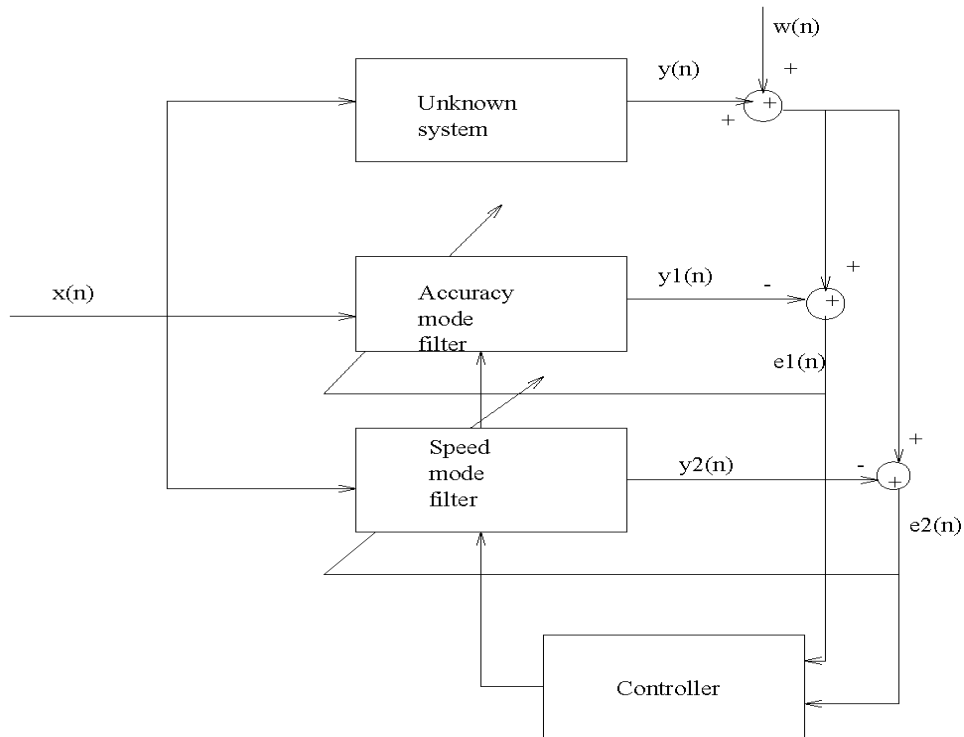 w(n)
y(n)
+
Unknown
system
+
+
x(n)
Accuracy
mode
filter
y1(n)
-
+
+
e1(n)
Speed
mode
filter
y2(n)
-
+
+
e2(n)
Controller